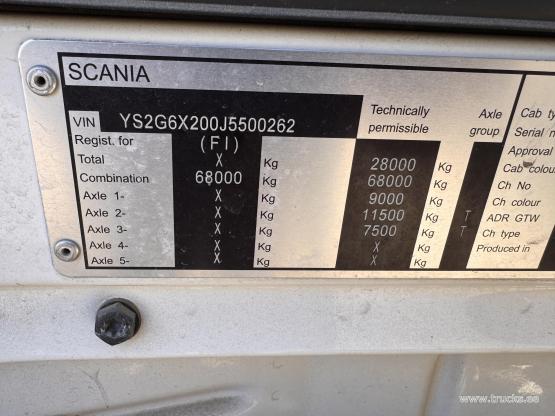 SCANIA
VIN YS2G6X200J5500262 Technically permissible Axle group
Regist. for (FI)
Total X Kg 28000 Kg
Combination 68000 Kg 68000 Kg
Axle 1- X Kg 9000 Kg
Axle 2- X Kg 11500 Kg T
Axle 3- X Kg 7500 Kg T
Axle 4- X Kg X Kg
Axle 5- X Kg X Kg
Cab ty
Serial n
Approval
Cab colou
Ch No
Ch colour
ADR GTW
Ch type
Produced in
www.trucks.ee